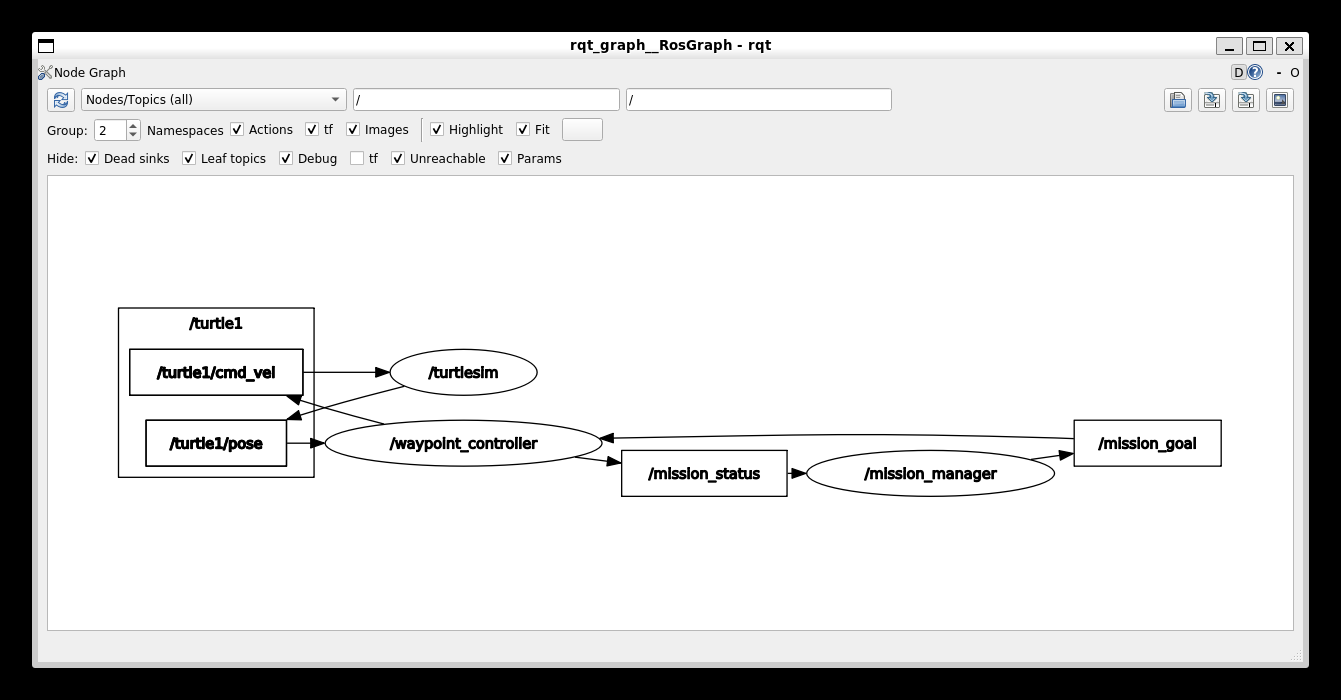 rqt_graph__RosGraph - rqt
Node Graph D ? - O
Nodes/Topics (all) / /
Group: 2 Namespaces Actions tf Images Highlight Fit
Hide: Dead sinks Leaf topics Debug tf Unreachable Params
/turtle1
/turtle1/cmd_vel /turtlesim
/turtle1/pose /waypoint_controller /mission_goal
/mission_status /mission_manager